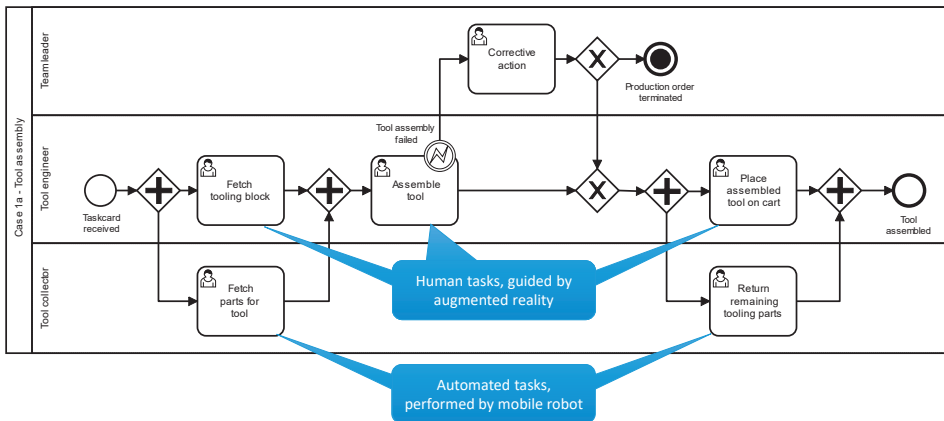 Case 1a - Tool assembly
Team leader
Corrective
action
Production order
terminated
Tool engineer
Tool assembly
failed
Taskcard
received
Fetch
tooling block
Assemble
tool
Place
assembled
tool on cart
Tool
assembled
Tool collector
Fetch
parts for
tool
Human tasks, guided by
augmented reality
Return
remaining
tooling parts
Automated tasks,
performed by mobile robot